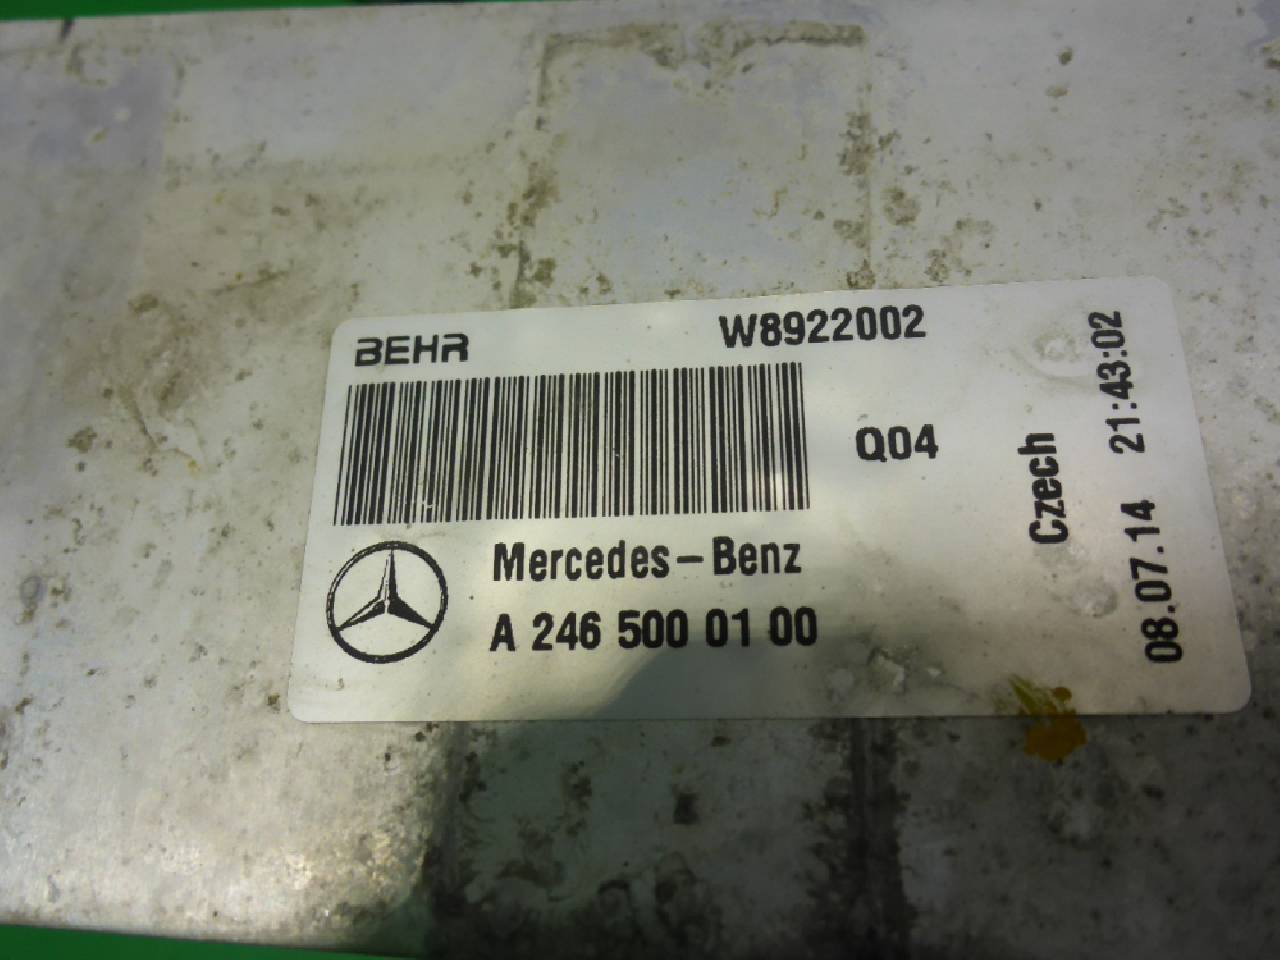 BEHR
W8922002
Q04
Mercedes-Benz
A 246 500 01 00
Czech
08.07.14 21:43:02